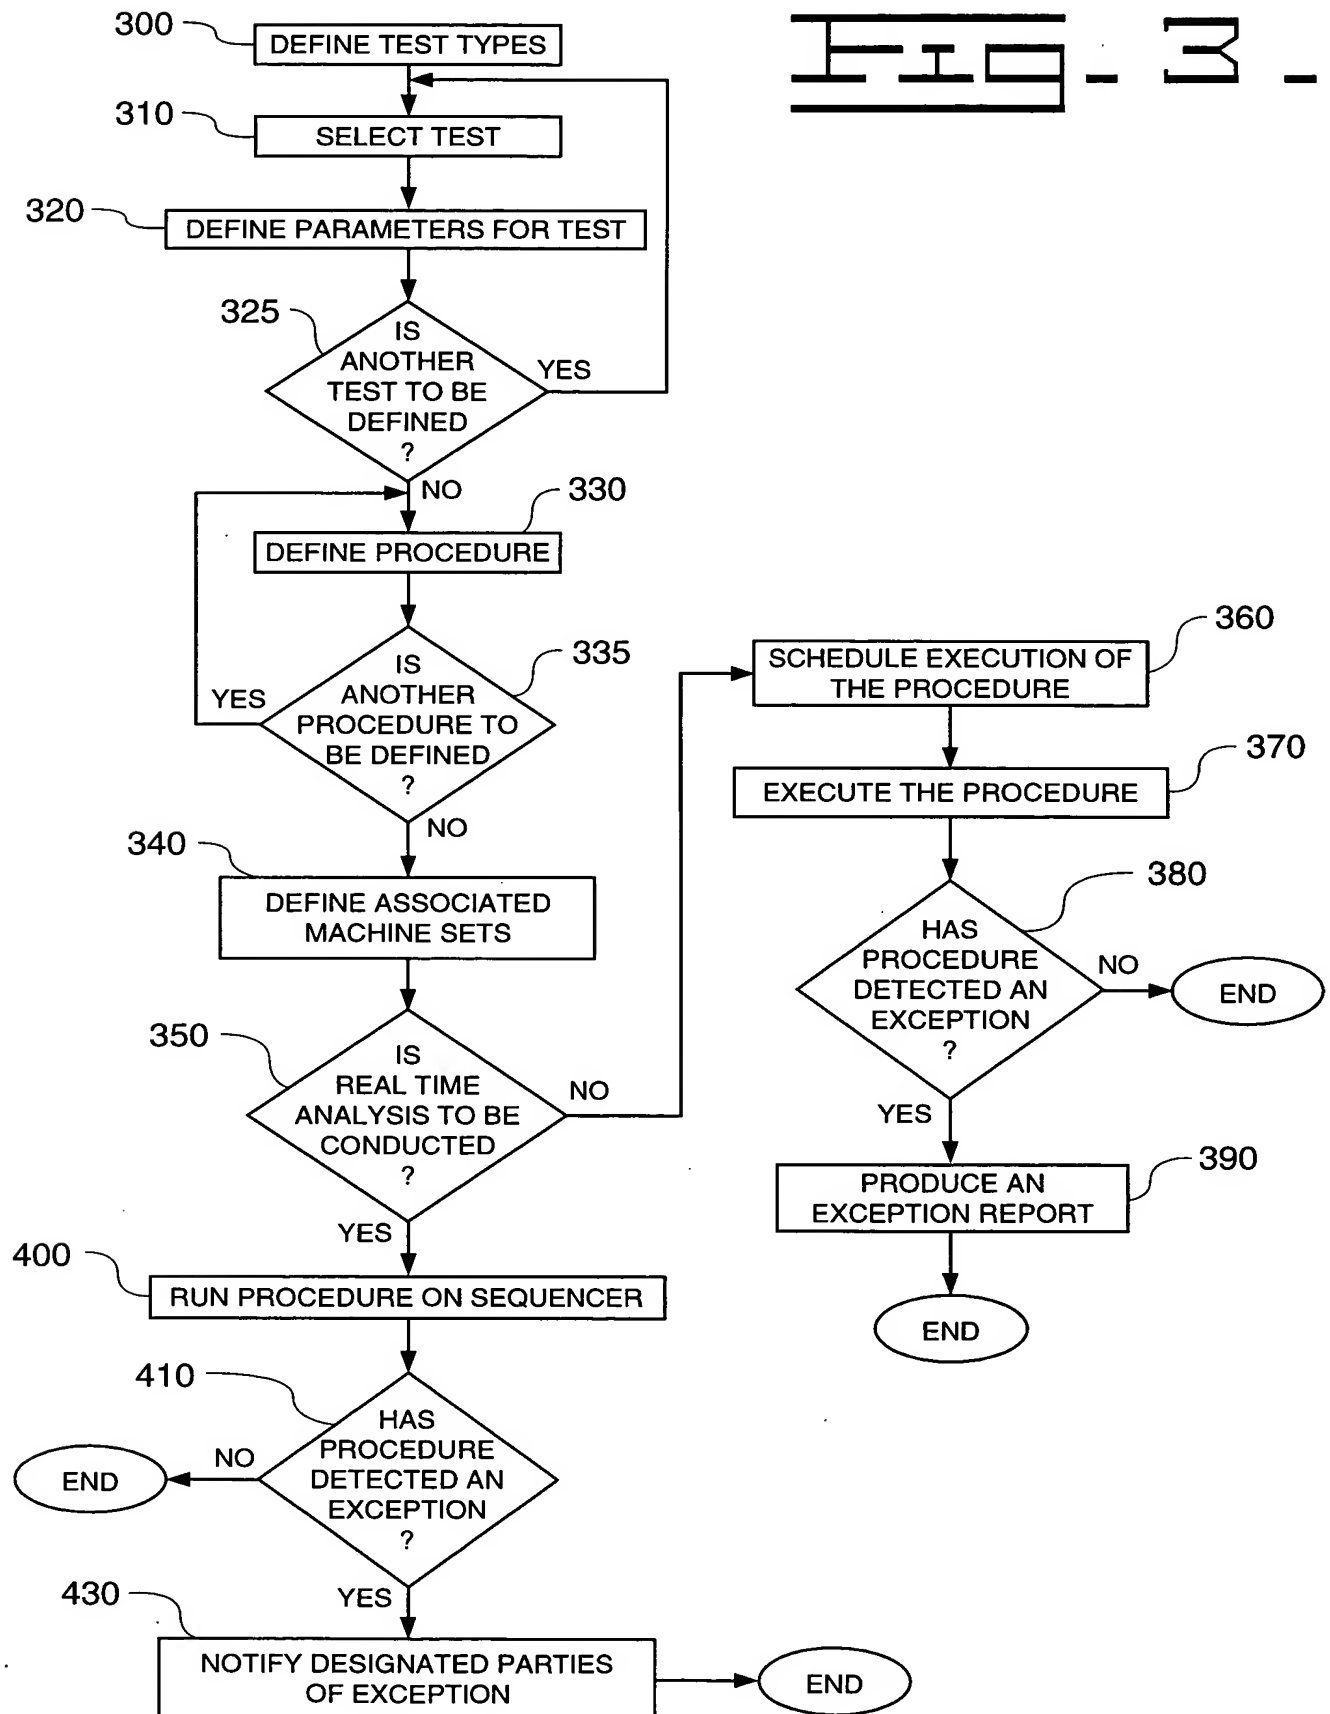 Fig. 3.
300
DEFINE TEST TYPES
310
SELECT TEST
320
DEFINE PARAMETERS FOR TEST
325
IS
ANOTHER
TEST TO BE
DEFINED
?
YES
NO
330
DEFINE PROCEDURE
335
IS
ANOTHER
PROCEDURE TO
BE DEFINED
?
YES
NO
340
DEFINE ASSOCIATED
MACHINE SETS
350
IS
REAL TIME
ANALYSIS TO BE
CONDUCTED
?
NO
YES
360
SCHEDULE EXECUTION OF
THE PROCEDURE
370
EXECUTE THE PROCEDURE
380
HAS
PROCEDURE
DETECTED AN
EXCEPTION
?
NO
END
YES
390
PRODUCE AN
EXCEPTION REPORT
END
400
RUN PROCEDURE ON SEQUENCER
410
HAS
PROCEDURE
DETECTED AN
EXCEPTION
?
NO
END
YES
430
NOTIFY DESIGNATED PARTIES
OF EXCEPTION
END